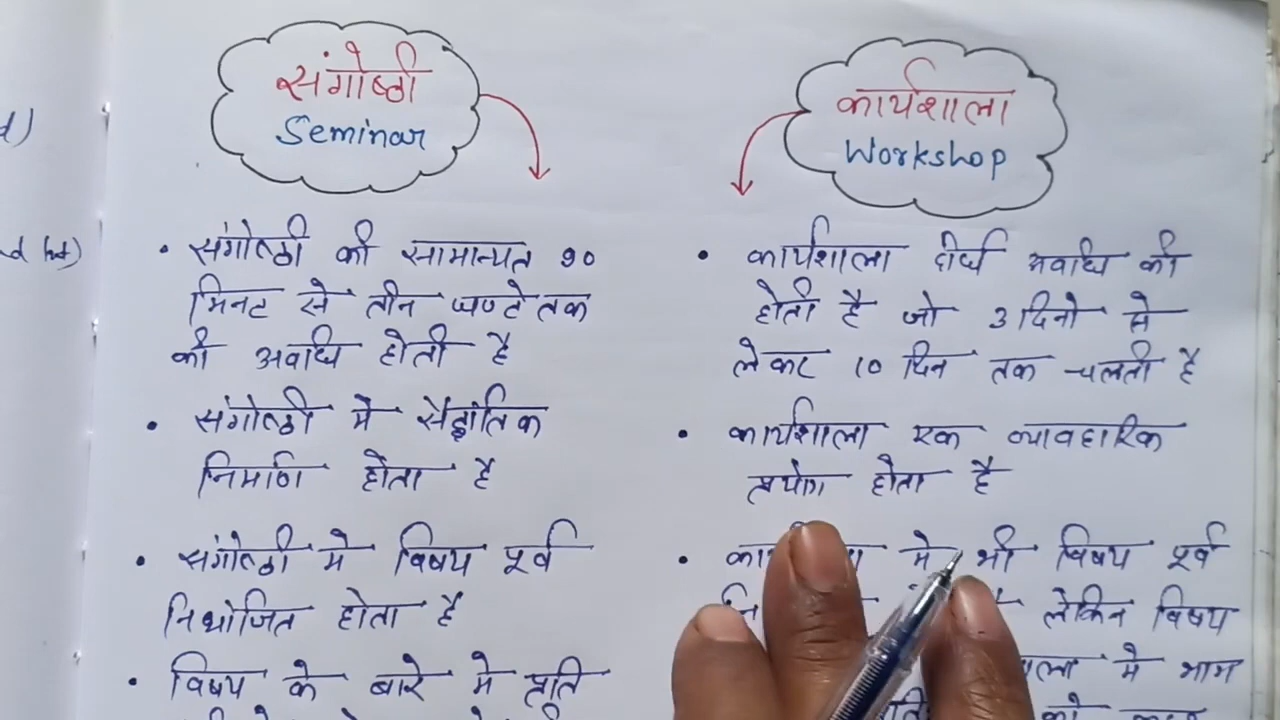 संगोष्ठी
Seminar
कार्यशाला
Workshop
d)
• संगोष्ठी की सामान्यत 90
मिनट से तीन घण्टे तक
की अवधि होती है
• संगोष्ठी मे सैद्धांतिक
निर्माण होता है
• संगोष्ठी मे विषय पूर्व
नियोजित होता है
• विषय के बारे मे
• कार्यशाला दीर्घ अवधि की
होती है जो 3 दिनो से
लेकर 10 दिन तक चलती है
• कार्यशाला एक व्यावहारिक
प्रयोग होता है
• मे भी विषय पूर्व
लेकिन विषय
मे भाग
को